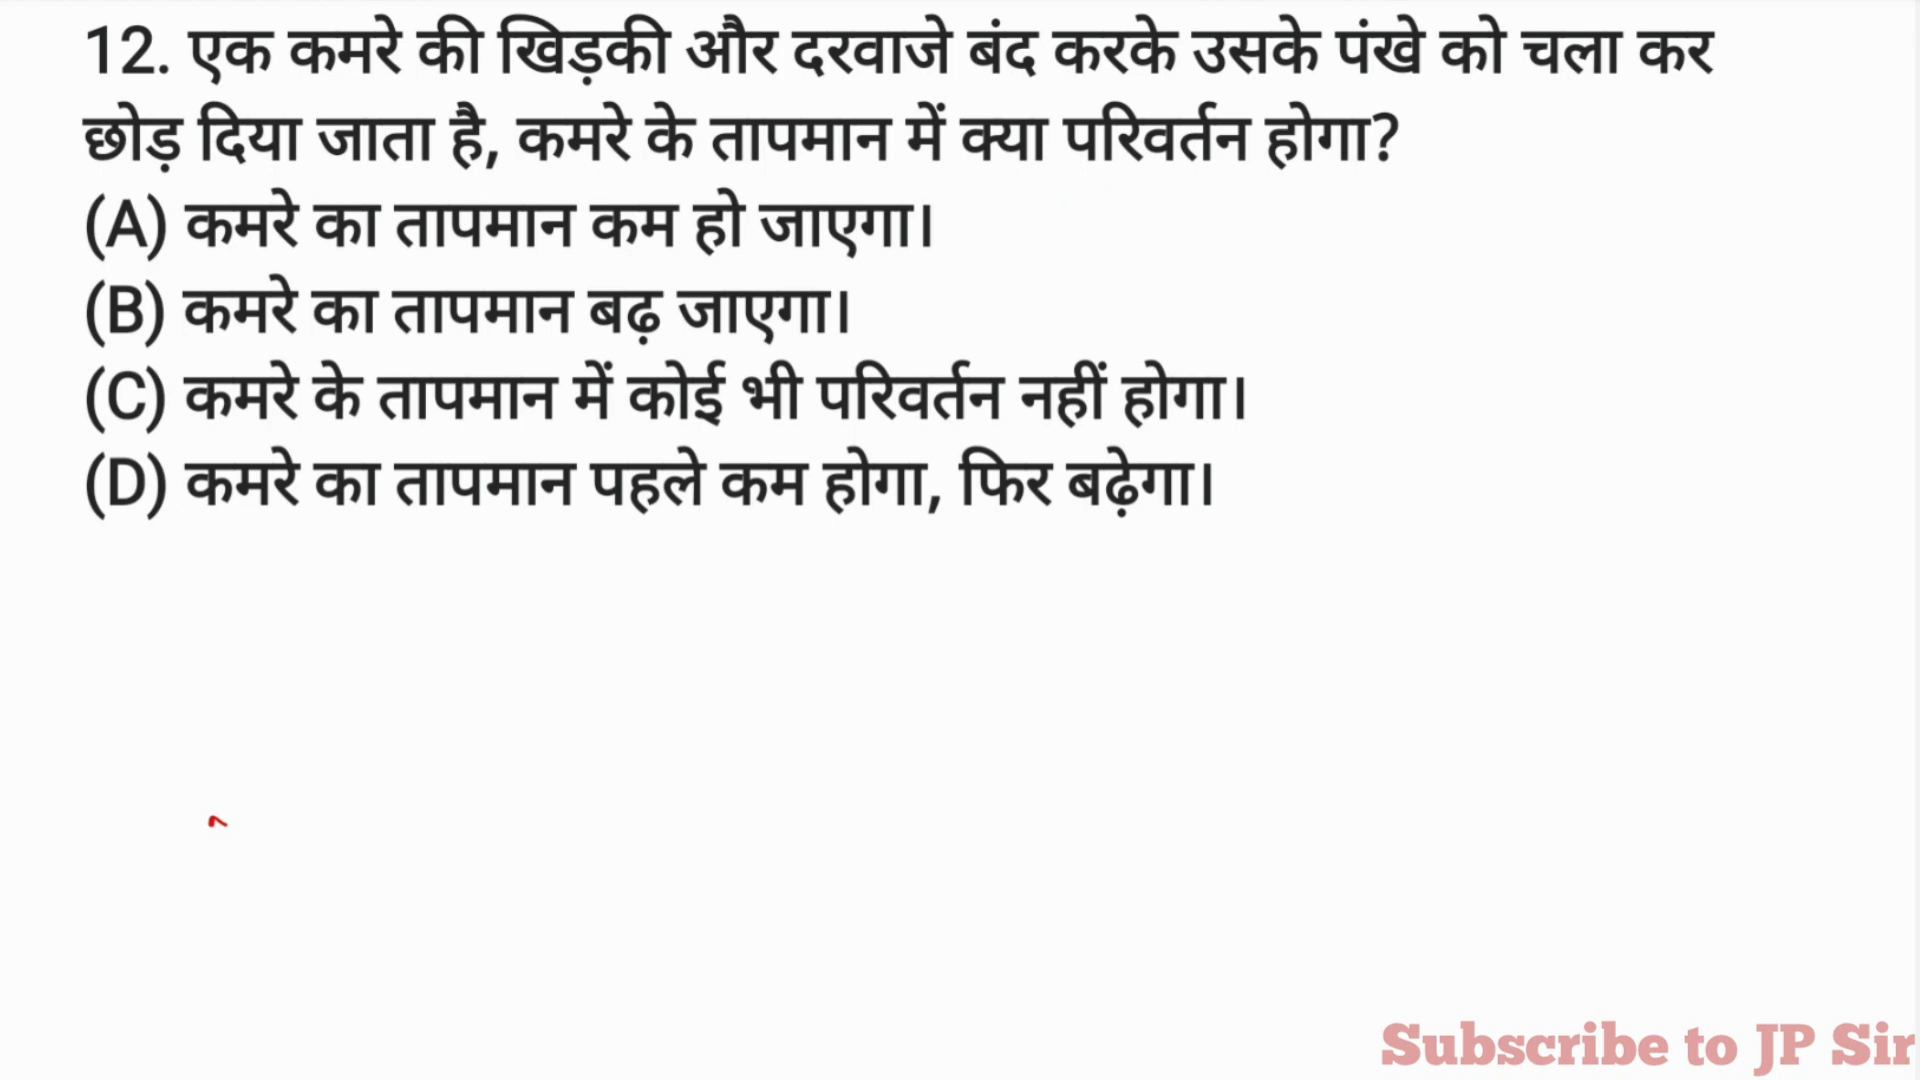 12. एक कमरे की खिड़की और दरवाजे बंद करके उसके पंखे को चला कर
छोड़ दिया जाता है, कमरे के तापमान में क्या परिवर्तन होगा?
(A) कमरे का तापमान कम हो जाएगा।
(B) कमरे का तापमान बढ़ जाएगा।
(C) कमरे के तापमान में कोई भी परिवर्तन नहीं होगा।
(D) कमरे का तापमान पहले कम होगा, फिर बढ़ेगा।
Subscribe to JP Sir